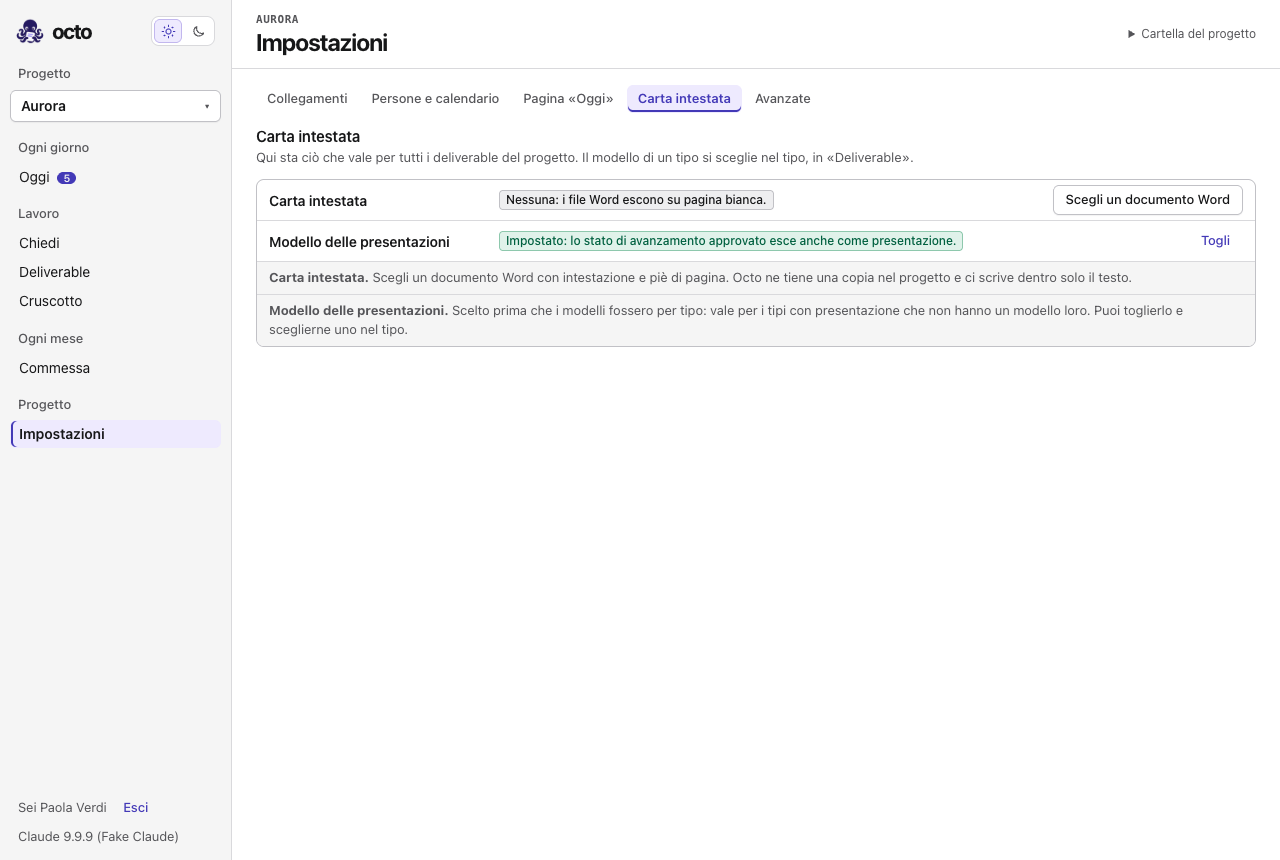 octo
Progetto
Aurora
Ogni giorno
Oggi 5
Lavoro
Chiedi
Deliverable
Cruscotto
Ogni mese
Commessa
Progetto
Impostazioni
Sei Paola Verdi Esci
Claude 9.9.9 (Fake Claude)
AURORA
Impostazioni
Cartella del progetto
Collegamenti Persone e calendario Pagina «Oggi» Carta intestata Avanzate
Carta intestata
Qui sta ciò che vale per tutti i deliverable del progetto. Il modello di un tipo si sceglie nel tipo, in «Deliverable».
Carta intestata Nessuna: i file Word escono su pagina bianca. Scegli un documento Word
Modello delle presentazioni Impostato: lo stato di avanzamento approvato esce anche come presentazione. Togli
Carta intestata. Scegli un documento Word con intestazione e piè di pagina. Octo ne tiene una copia nel progetto e ci scrive dentro solo il testo.
Modello delle presentazioni. Scelto prima che i modelli fossero per tipo: vale per i tipi con presentazione che non hanno un modello loro. Puoi toglierlo e
sceglierne uno nel tipo.